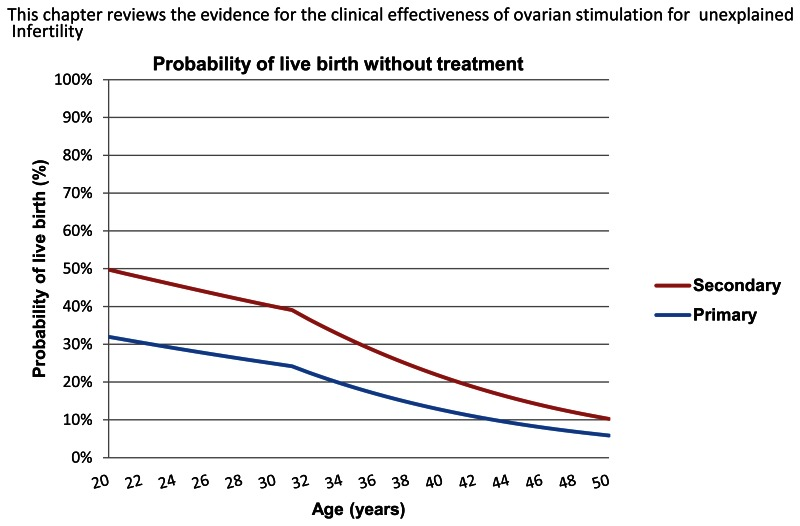 This chapter reviews the evidence for the clinical effectiveness of ovarian stimulation for unexplained
Infertility
Probability of live birth without treatment
Probability of live birth (%)
100%
90%
80%
70%
60%
50%
40%
30%
20%
10%
0%
20 22 24 26 28 30 32 34 36 38 40 42 44 46 48 50
Age (years)
Secondary
Primary